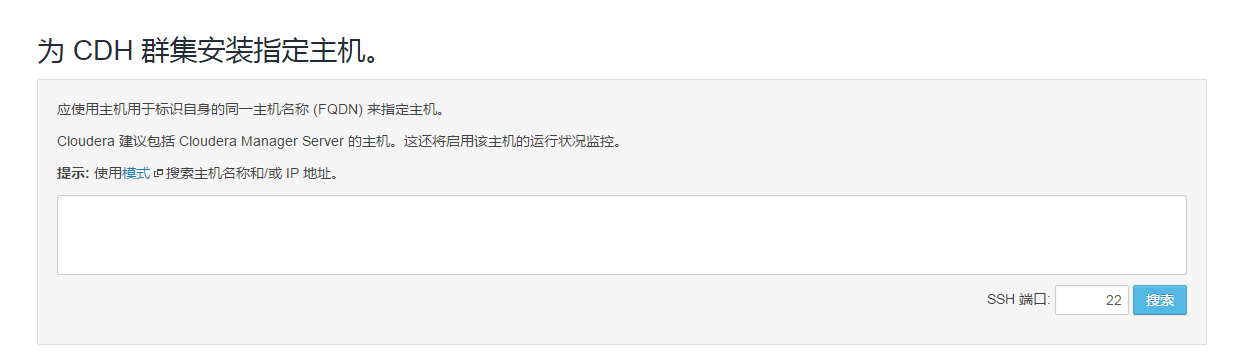 为 CDH 群集安装指定主机。
应使用主机用于标识自身的同一主机名称 (FQDN) 来指定主机。
Cloudera 建议包括 Cloudera Manager Server 的主机。这还将启用该主机的运行状况监控。
提示: 使用模式 搜索主机名称和/或 IP 地址。
SSH 端口: 22 搜索